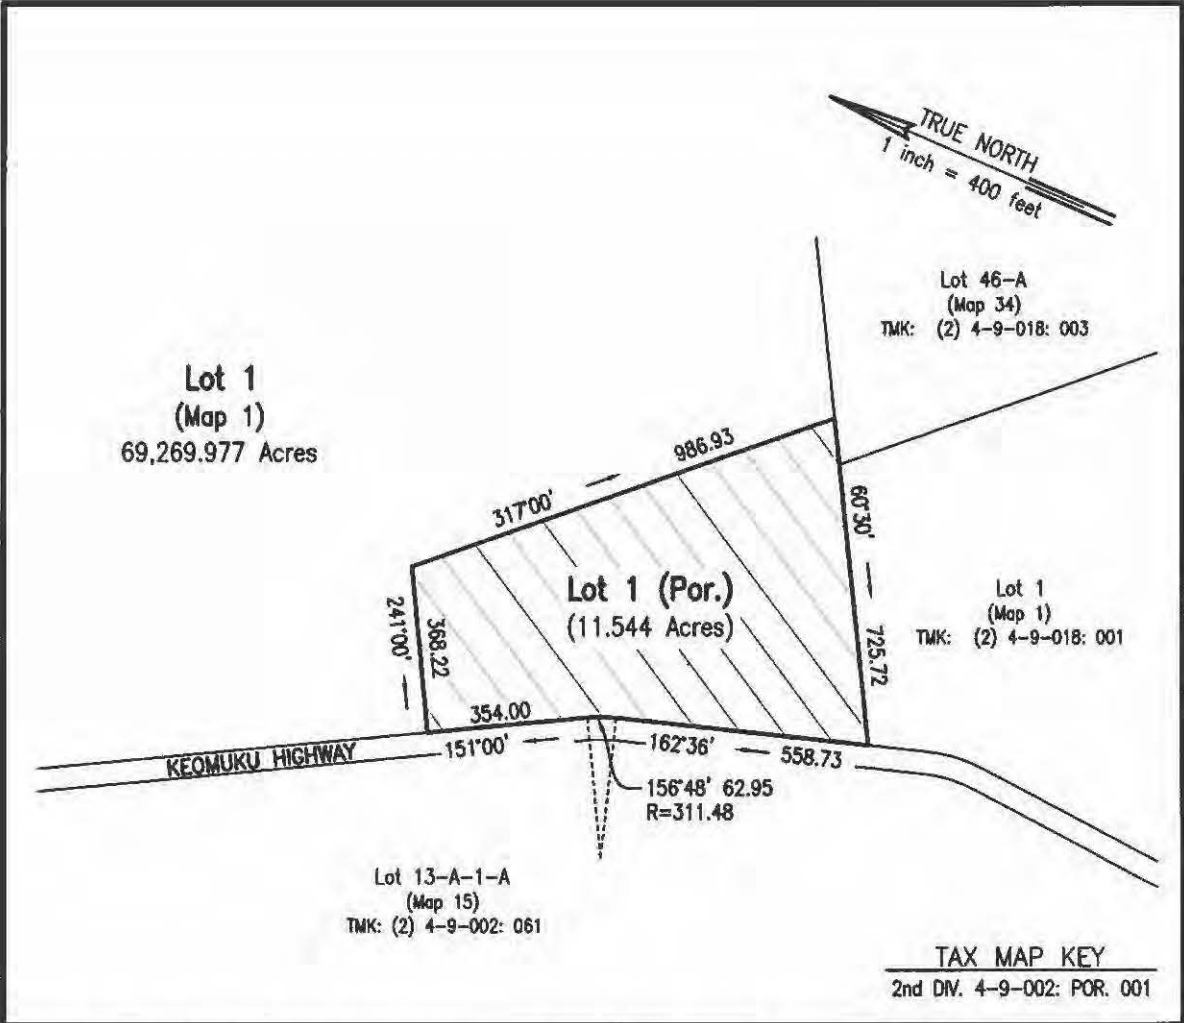 TRUE NORTH
1 inch = 400 feet
Lot 46-A
(Map 34)
TMK: (2) 4-9-018: 003
Lot 1
(Map 1)
69,269.977 Acres
986.93
317°00'
60°30'
725.72
Lot 1 (Por.)
(11.544 Acres)
Lot 1
(Map 1)
TMK: (2) 4-9-018: 001
241°00'
368.22
354.00
151°00'
162°36'
558.73
KEOMUKU HIGHWAY
156°48' 62.95
R=311.48
Lot 13-A-1-A
(Map 15)
TMK: (2) 4-9-002: 061
TAX MAP KEY
2nd DIV. 4-9-002: POR. 001